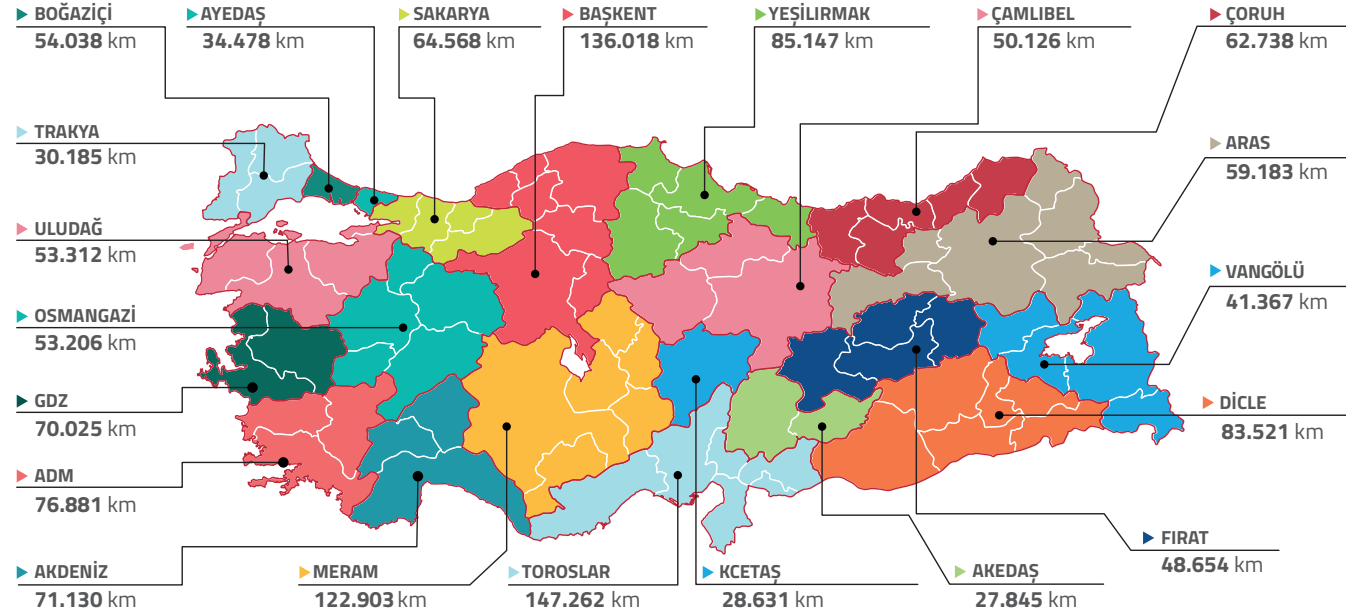 BOĞAZİÇİ
54.038 km
AYEDAŞ
34.478 km
SAKARYA
64.568 km
BAŞKENT
136.018 km
YEŞİLIRMAK
85.147 km
ÇAMLIBEL
50.126 km
ÇORUH
62.738 km
TRAKYA
30.185 km
ARAS
59.183 km
ULUDAĞ
53.312 km
VANGÖLÜ
41.367 km
OSMANGAZİ
53.206 km
GDZ
70.025 km
DİCLE
83.521 km
ADM
76.881 km
FIRAT
48.654 km
AKDENİZ
71.130 km
MERAM
122.903 km
TOROSLAR
147.262 km
KCETAŞ
28.631 km
AKEDAŞ
27.845 km